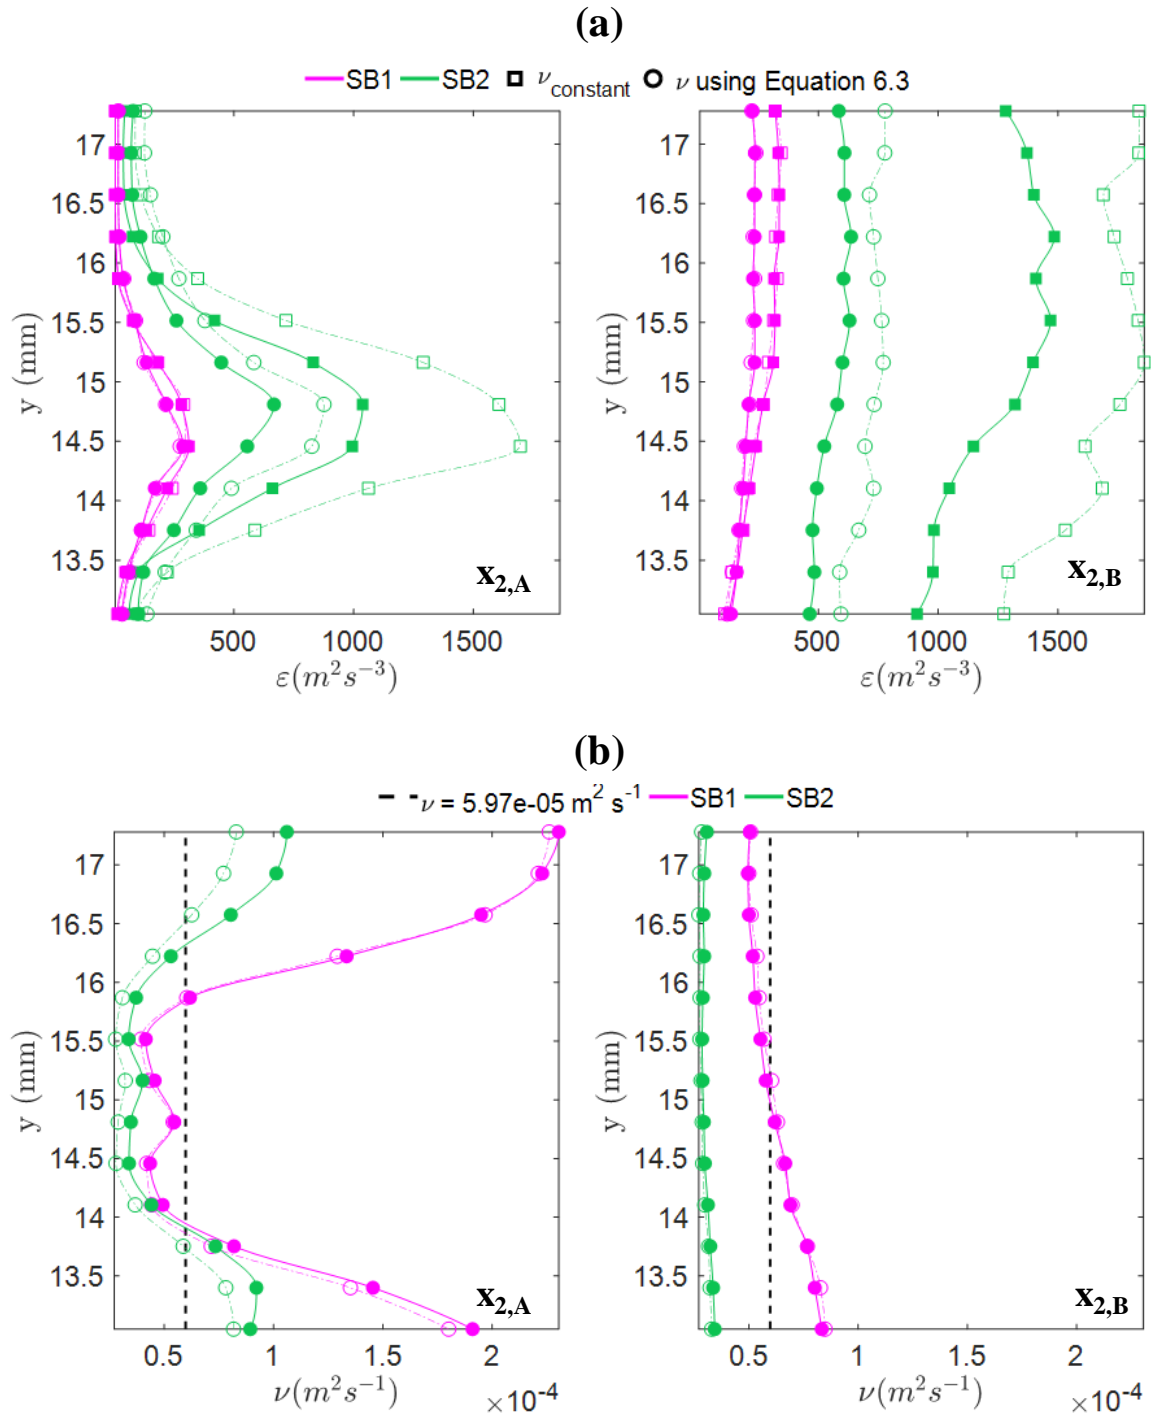 (a)
SB1 SB2 ν constant ν using Equation 6.3
17
16.5
16
15.5
15
14.5
14
13.5
y (mm)
x2,A
500 1000 1500
ε(m²s⁻³)
17
16.5
16
15.5
15
14.5
14
13.5
y (mm)
x2,B
500 1000 1500
ε(m²s⁻³)
(b)
ν = 5.97e-05 m² s⁻¹ SB1 SB2
17
16.5
16
15.5
15
14.5
14
13.5
y (mm)
x2,A
0.5 1 1.5 2
ν(m²s⁻¹) ×10⁻⁴
17
16.5
16
15.5
15
14.5
14
13.5
y (mm)
x2,B
0.5 1 1.5 2
ν(m²s⁻¹) ×10⁻⁴